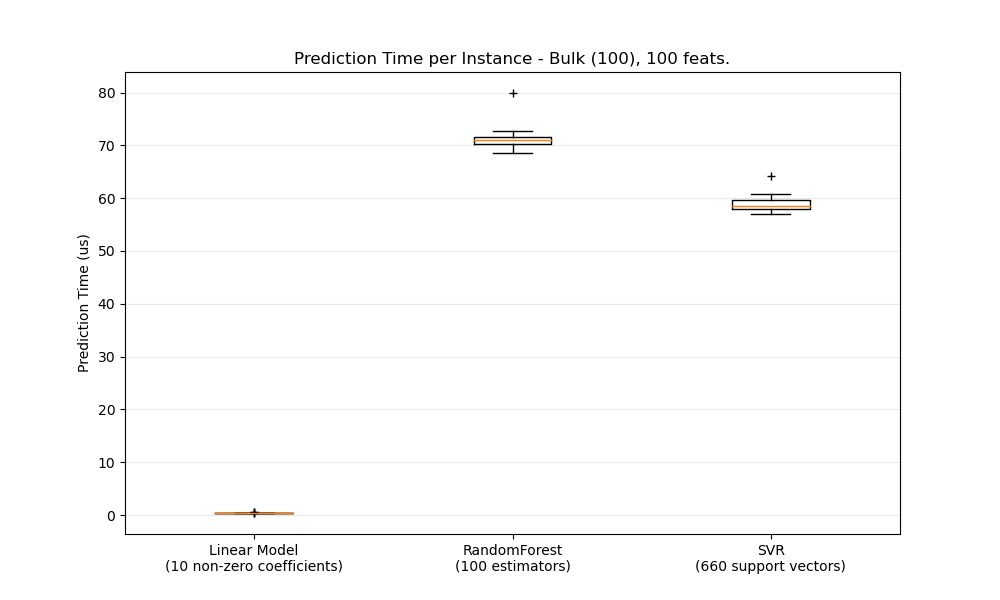 Prediction Time per Instance - Bulk (100), 100 feats.
80
70
60
50
40
30
20
10
0
Prediction Time (us)
Linear Model
(10 non-zero coefficients)
RandomForest
(100 estimators)
SVR
(660 support vectors)